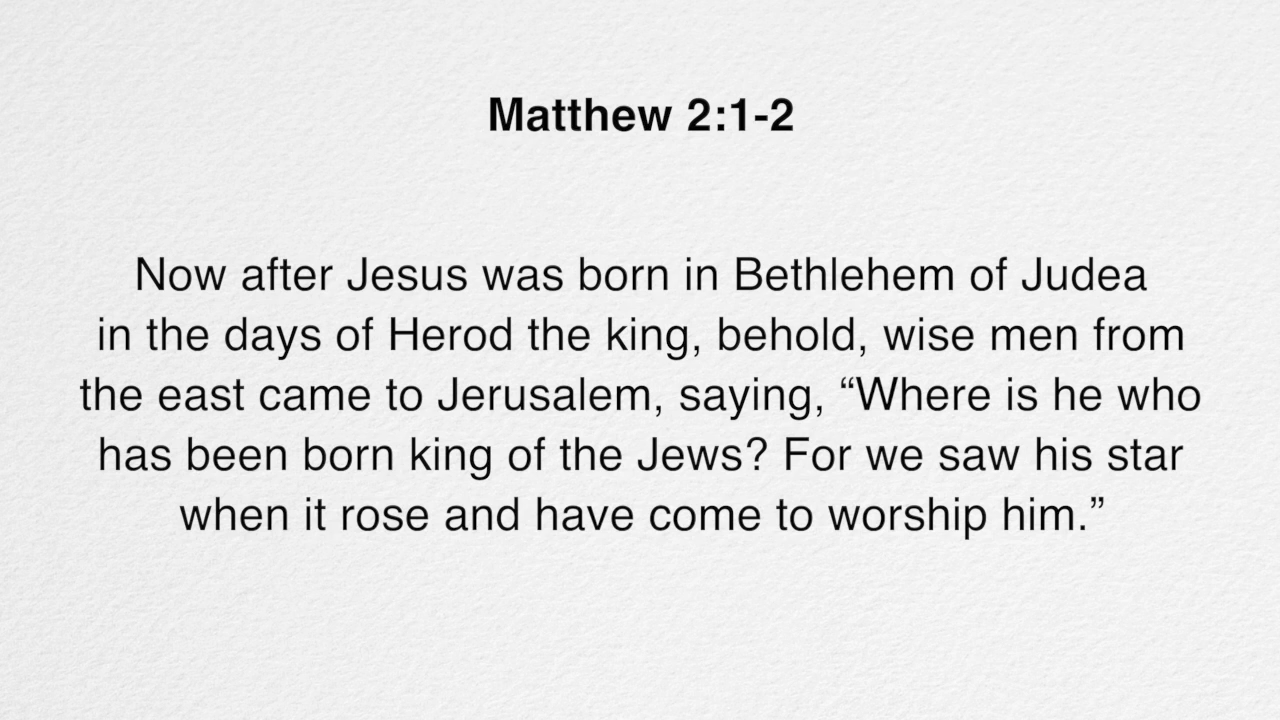 Matthew 2:1-2
Now after Jesus was born in Bethlehem of Judea
in the days of Herod the king, behold, wise men from
the east came to Jerusalem, saying, “Where is he who
has been born king of the Jews? For we saw his star
when it rose and have come to worship him.”